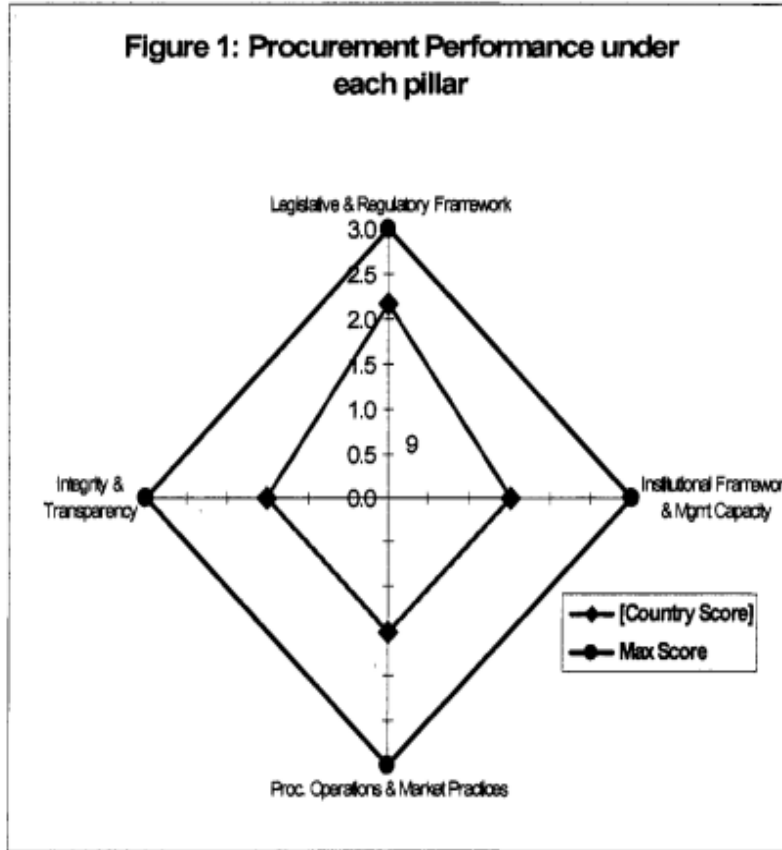 Figure 1: Procurement Performance under
each pillar
Legislative & Regulatory Framework
3.0
2.5
2.0
1.5
1.0
9
0.5
0.0
Integrity &
Transparency
Institutional Framewor
& Mgmt Capacity
[Country Score]
Max Score
Proc. Operations & Market Practices